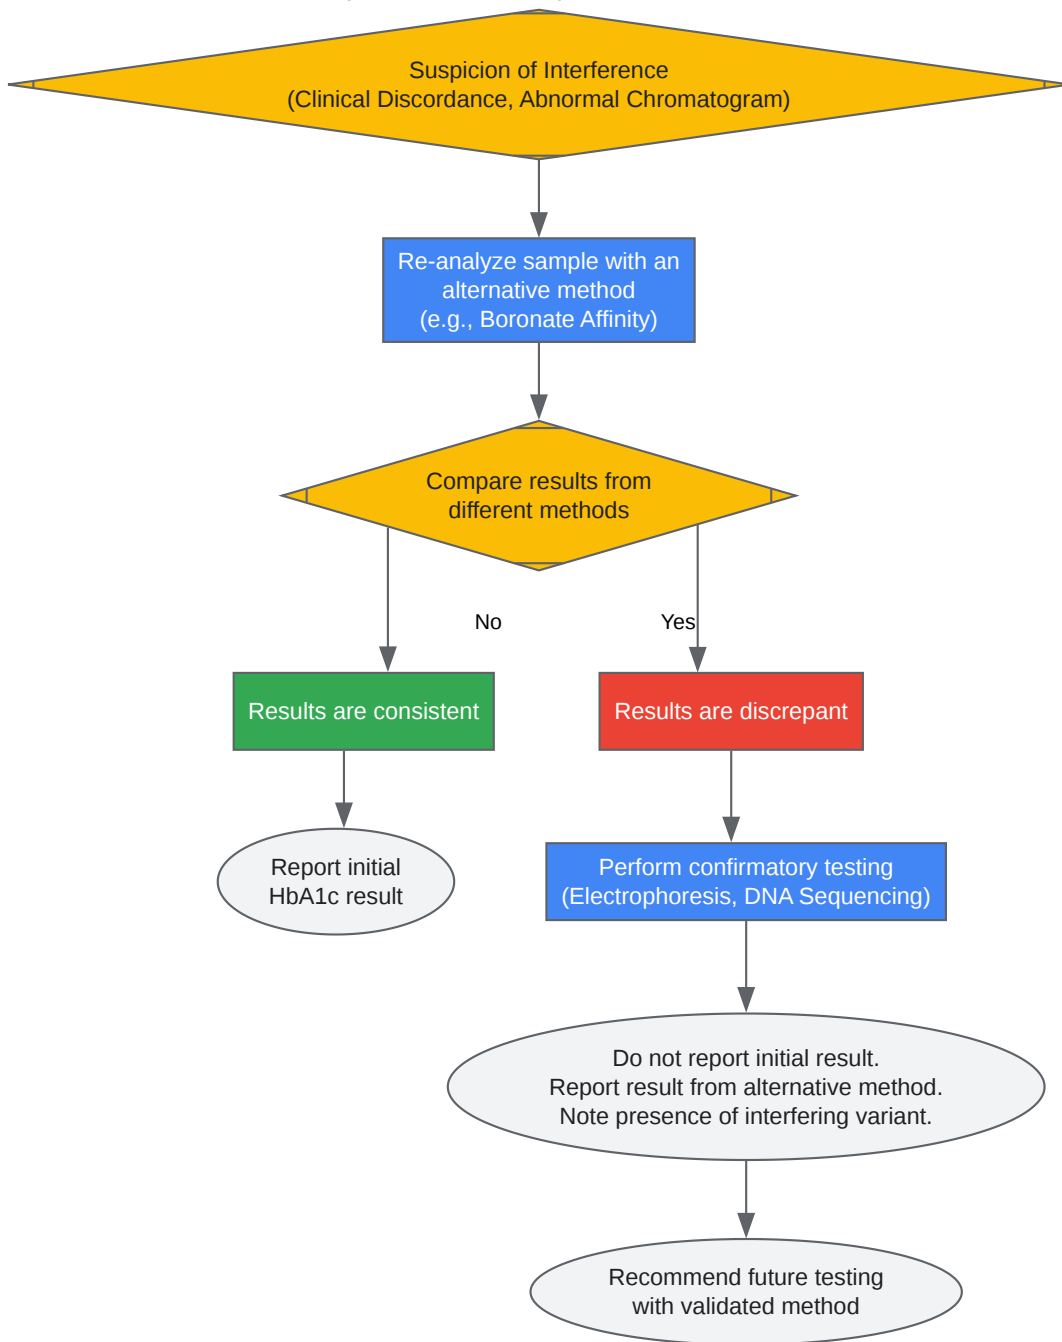 Suspicion of Interference
(Clinical Discordance, Abnormal Chromatogram)
Re-analyze sample with an
alternative method
(e.g., Boronate Affinity)
Compare results from
different methods
No
Yes
Results are consistent
Results are discrepant
Report initial
HbA1c result
Perform confirmatory testing
(Electrophoresis, DNA Sequencing)
Do not report initial result.
Report result from alternative method.
Note presence of interfering variant.
Recommend future testing
with validated method